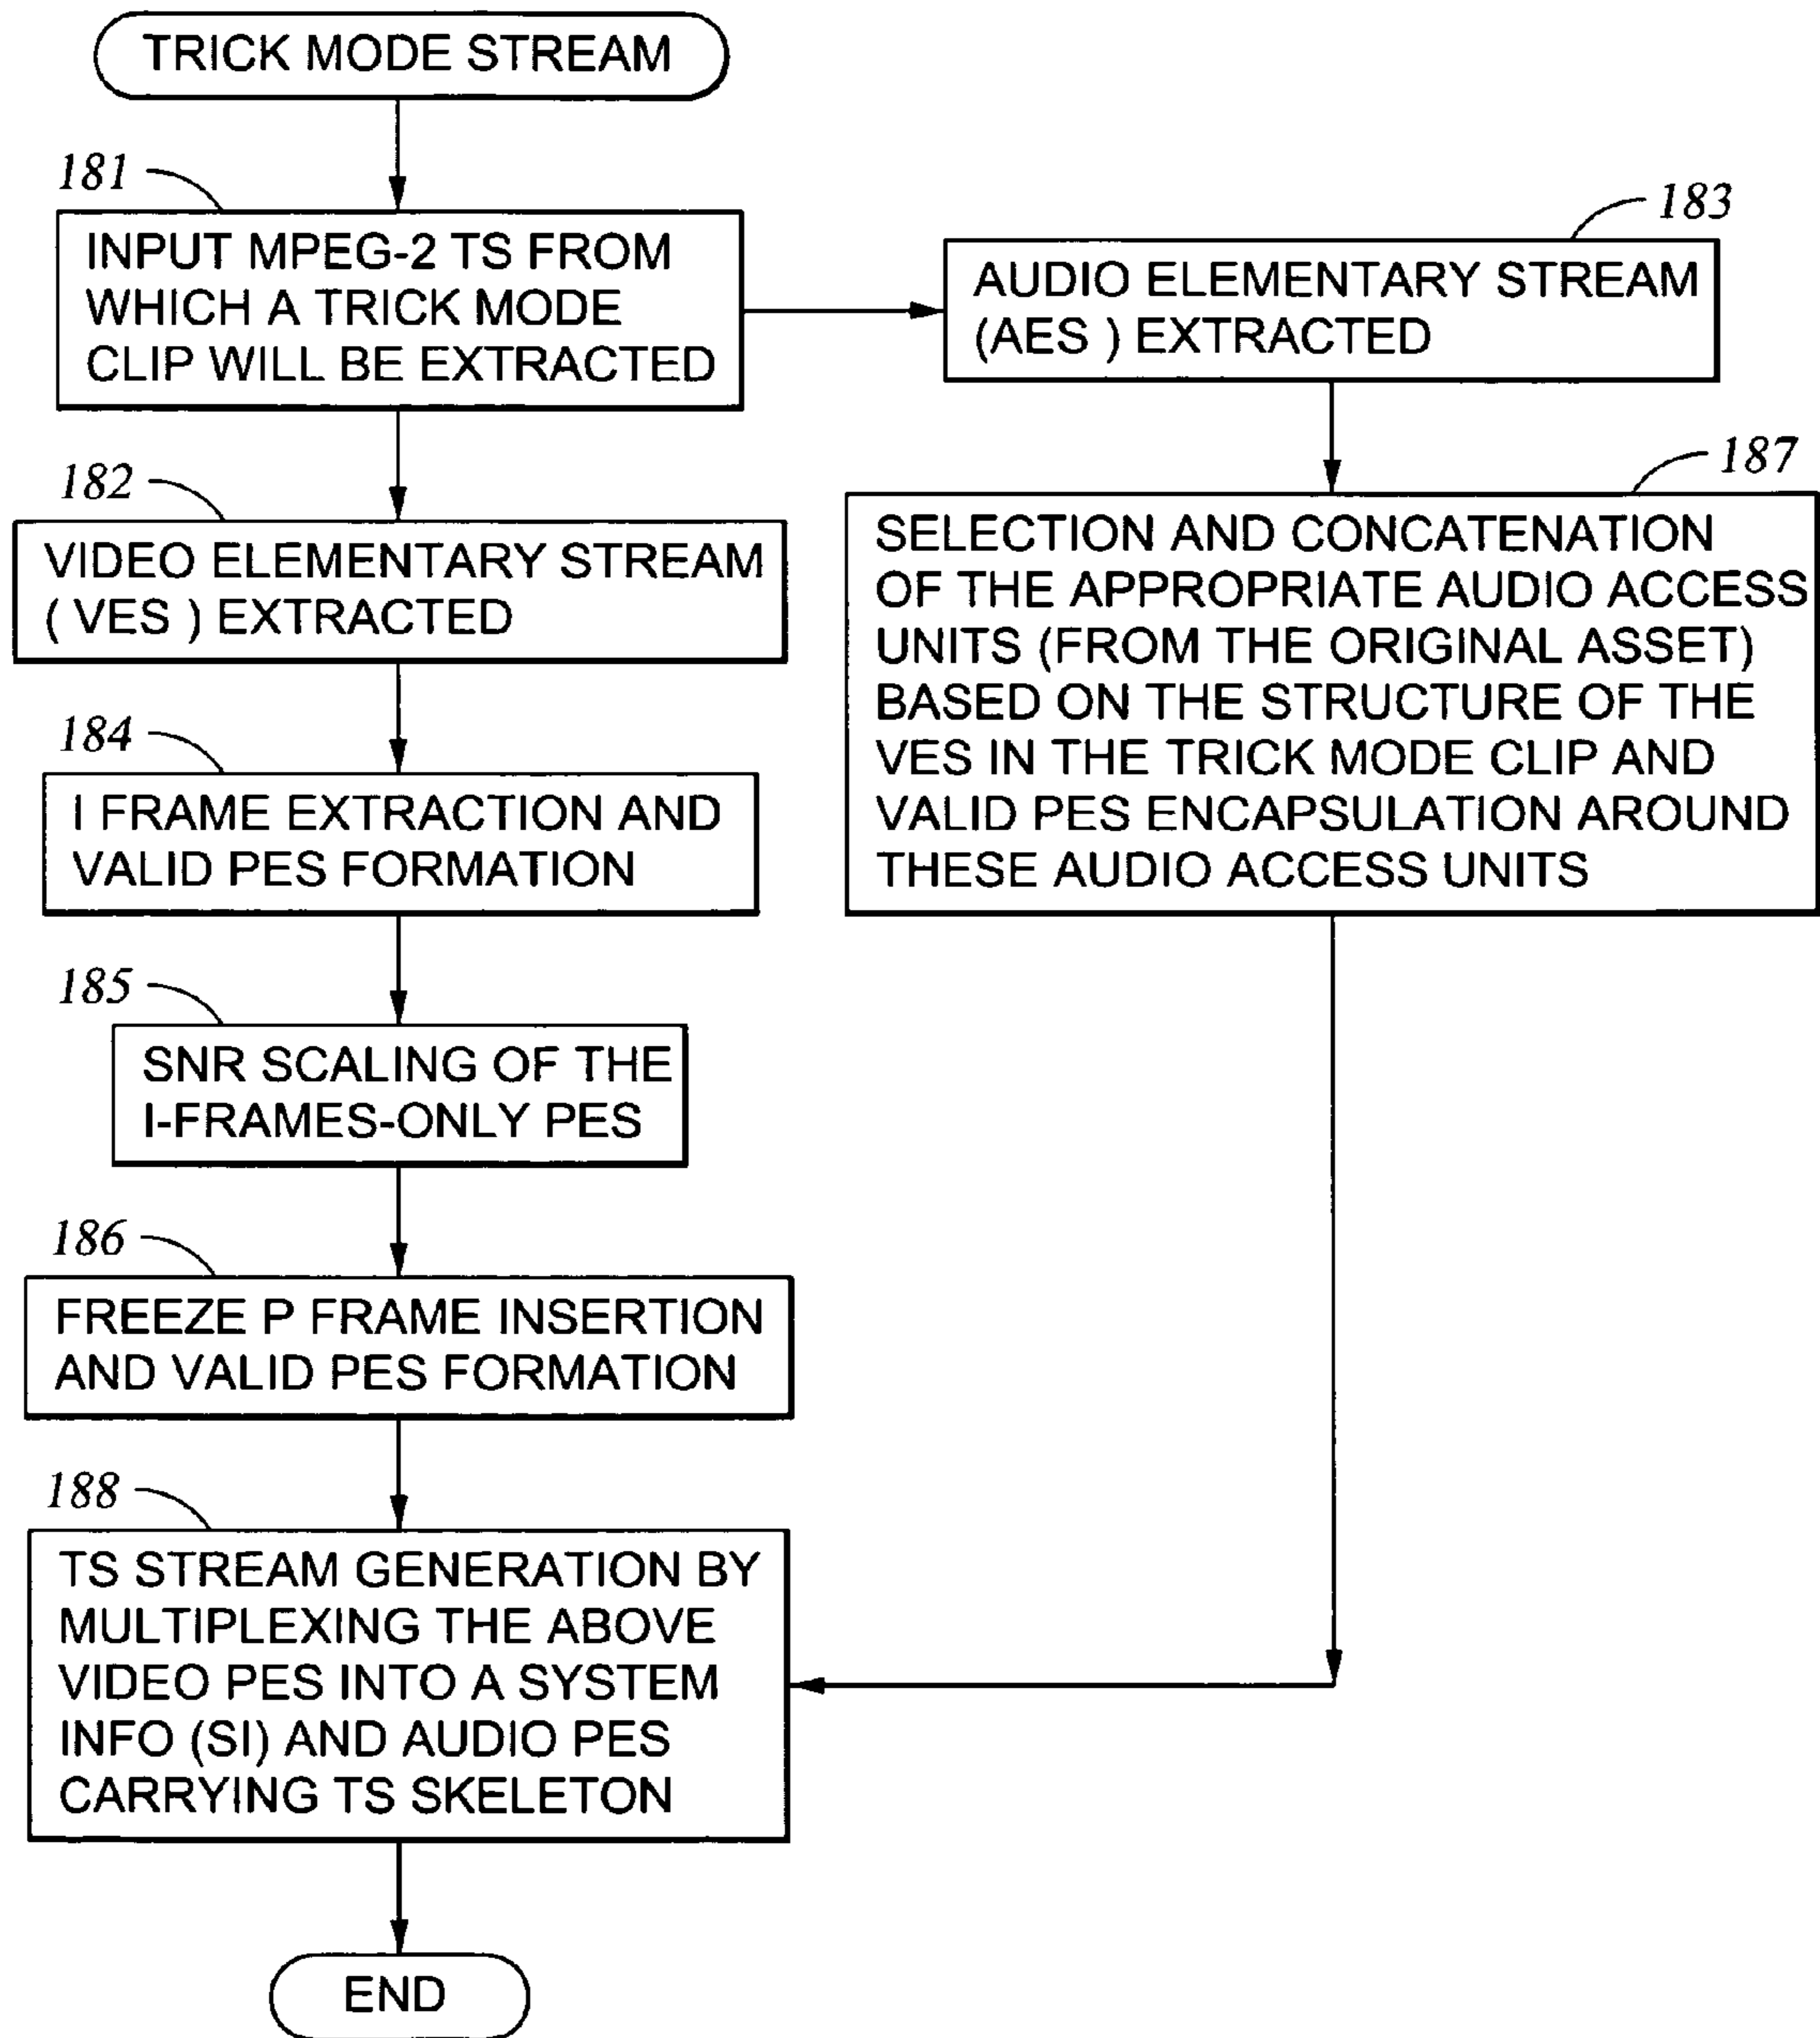 TRICK MODE STREAM
181
INPUT MPEG-2 TS FROM
WHICH A TRICK MODE
CLIP WILL BE EXTRACTED
183
AUDIO ELEMENTARY STREAM
(AES ) EXTRACTED
182
VIDEO ELEMENTARY STREAM
( VES ) EXTRACTED
187
SELECTION AND CONCATENATION
OF THE APPROPRIATE AUDIO ACCESS
UNITS (FROM THE ORIGINAL ASSET)
BASED ON THE STRUCTURE OF THE
VES IN THE TRICK MODE CLIP AND
VALID PES ENCAPSULATION AROUND
THESE AUDIO ACCESS UNITS
184
I FRAME EXTRACTION AND
VALID PES FORMATION
185
SNR SCALING OF THE
I-FRAMES-ONLY PES
186
FREEZE P FRAME INSERTION
AND VALID PES FORMATION
188
TS STREAM GENERATION BY
MULTIPLEXING THE ABOVE
VIDEO PES INTO A SYSTEM
INFO (SI) AND AUDIO PES
CARRYING TS SKELETON
END